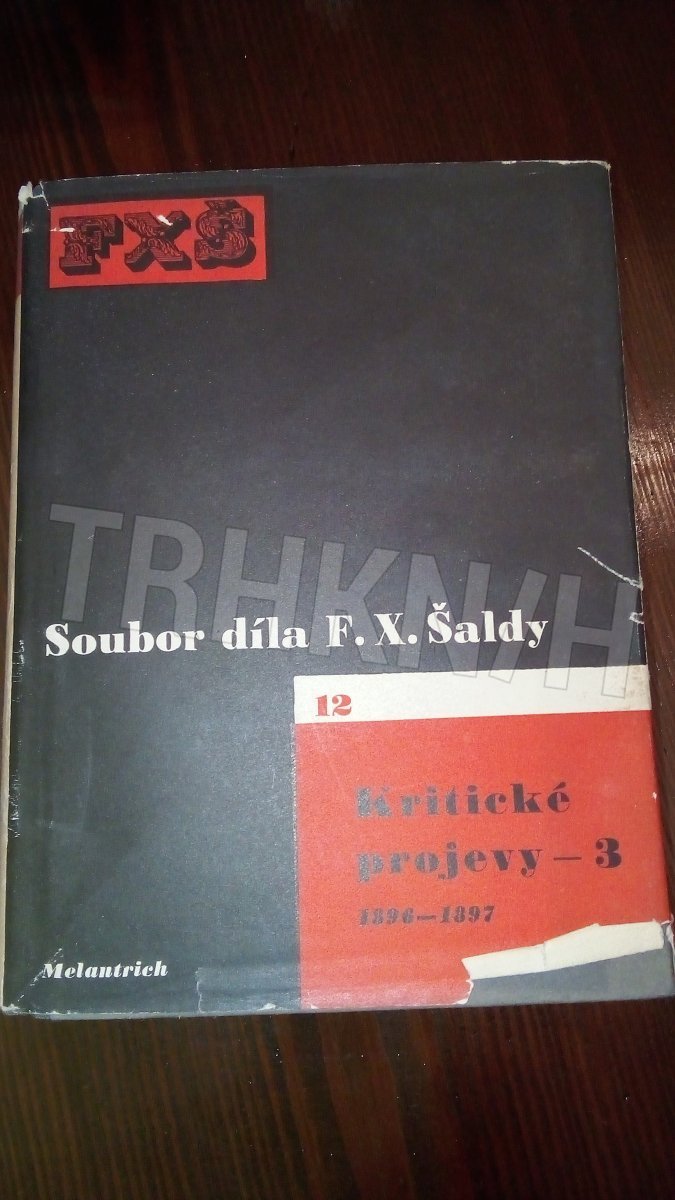 FXŠ
TRHKNIH
Soubor díla F. X. Šaldy
12
Kritické
projevy – 3
1896–1897
Melantrich